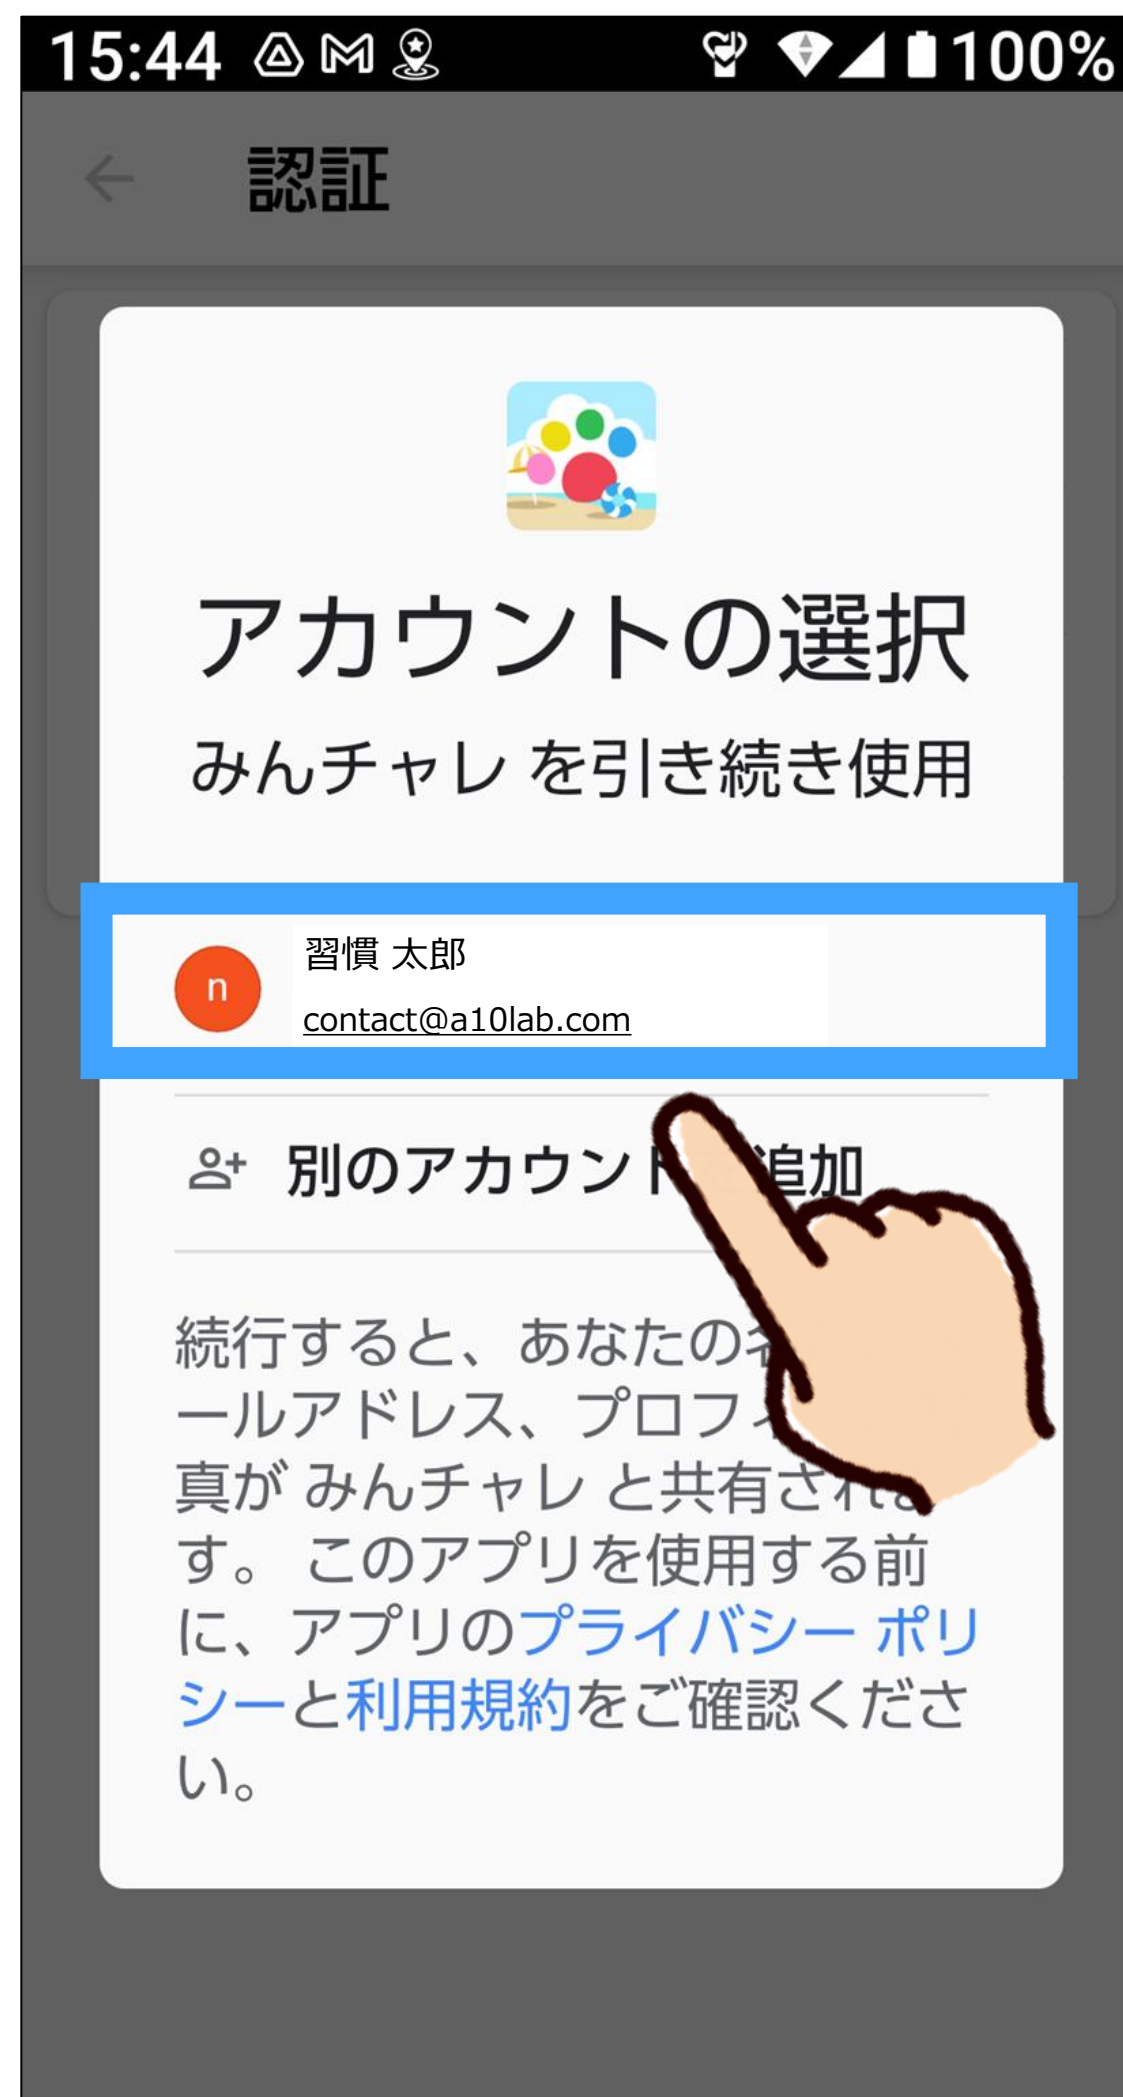 15:44 100%
認証
アカウントの選択
みんチャレ を引き続き使用
n
習慣 太郎
contact@a10lab.com
別のアカウント 追加
続行すると、あなたの
ールアドレス、プロフィ
真が みんチャレ と共有されま
す。 このアプリを使用する前
に、アプリのプライバシー ポリ
シーと利用規約をご確認くださ
い。